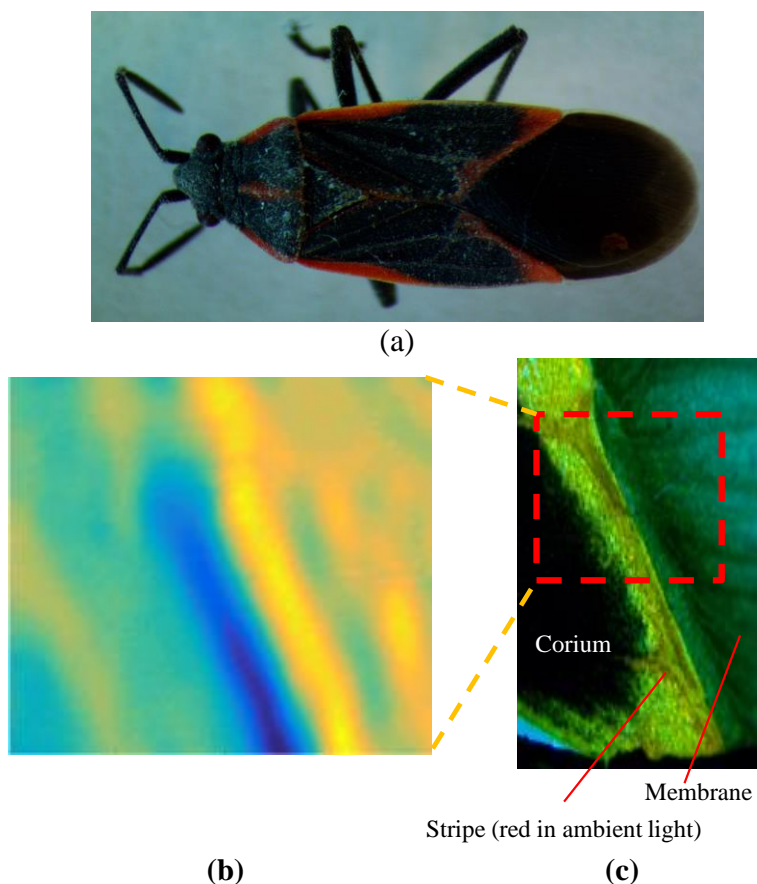 (a)
Corium
Membrane
Stripe (red in ambient light)
(b)
(c)